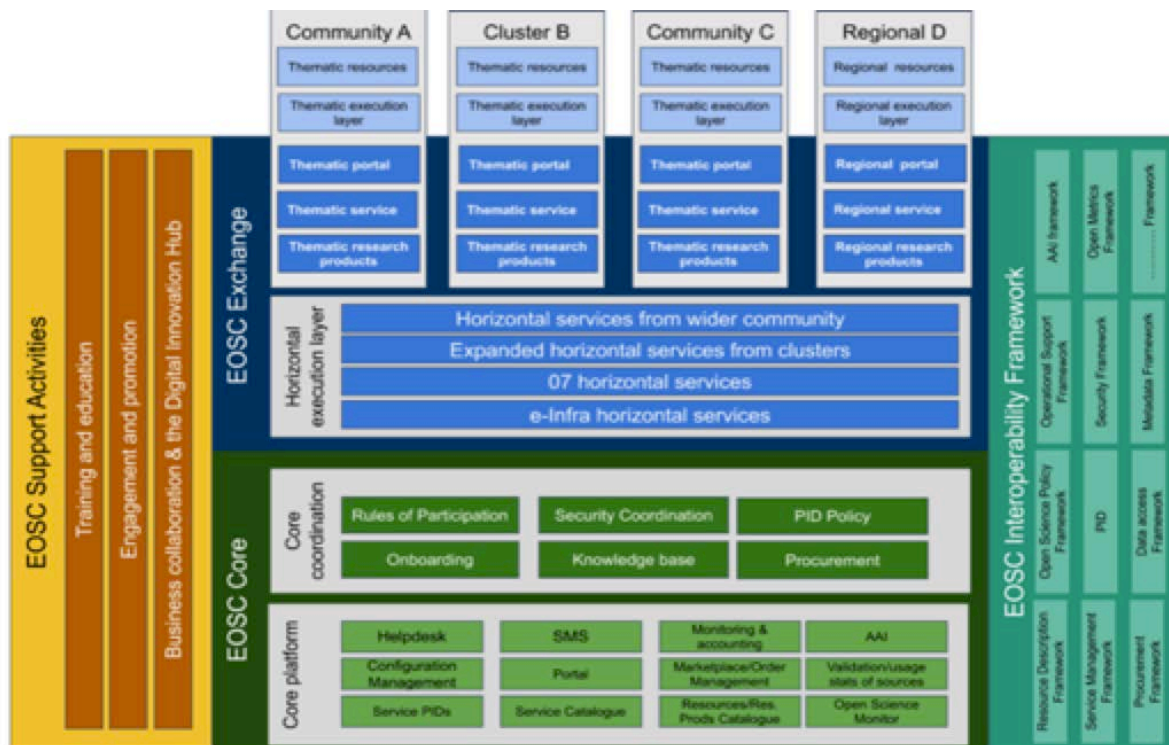 Community A
Thematic resources
Thematic execution
layer
Thematic portal
Thematic service
Thematic research
products
Cluster B
Thematic resources
Thematic execution
layer
Thematic portal
Thematic service
Thematic research
products
Community C
Thematic resources
Thematic execution
layer
Thematic portal
Thematic service
Thematic research
products
Regional D
Regional resources
Regional execution
layer
Regional portal
Regional service
Regional research
products
EOSC Support Activities
Training and education
Engagement and promotion
Business collaboration & the Digital Innovation Hub
EOSC Exchange
Horizontal
execution layer
Horizontal services from wider community
Expanded horizontal services from clusters
07 horizontal services
e-Infra horizontal services
EOSC Core
Core
coordination
Rules of Participation
Security Coordination
PID Policy
Onboarding
Knowledge base
Procurement
Core platform
Helpdesk
SMS
Monitoring &
accounting
AAI
Configuration
Management
Portal
Marketplace/Order
Management
Validation/usage
stats of sources
Service PIDs
Service Catalogue
Resources/Res.
Prods Catalogue
Open Science
Monitor
EOSC Interoperability Framework
AAI framework
Open Metrics
Framework
............ Framework
Operational Support
Framework
Security Framework
Metadata Framework
Open Science Policy
Framework
PID
Data access
Framework
Resource Description
Framework
Service Management
Framework
Procurement
Framework